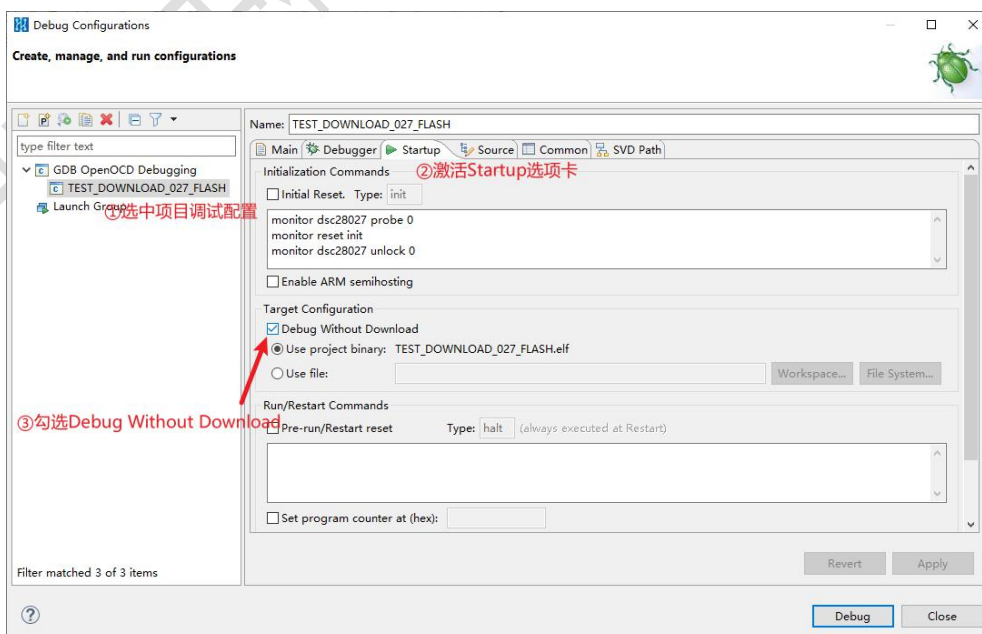 Debug Configurations
Create, manage, and run configurations
type filter text
GDB OpenOCD Debugging
TEST_DOWNLOAD_027_FLASH
Launch Group
①选中项目调试配置
Filter matched 3 of 3 items
Name: TEST_DOWNLOAD_027_FLASH
Main Debugger Startup Source Common SVD Path
②激活Startup选项卡
Initialization Commands
Initial Reset. Type: init
monitor dsc28027 probe 0
monitor reset init
monitor dsc28027 unlock 0
Enable ARM semihosting
Target Configuration
Debug Without Download
Use project binary: TEST_DOWNLOAD_027_FLASH.elf
Use file: Workspace... File System...
Run/Restart Commands
③勾选Debug Without Download
Pre-run/Restart reset Type: halt (always executed at Restart)
Set program counter at (hex):
Revert Apply
Debug Close